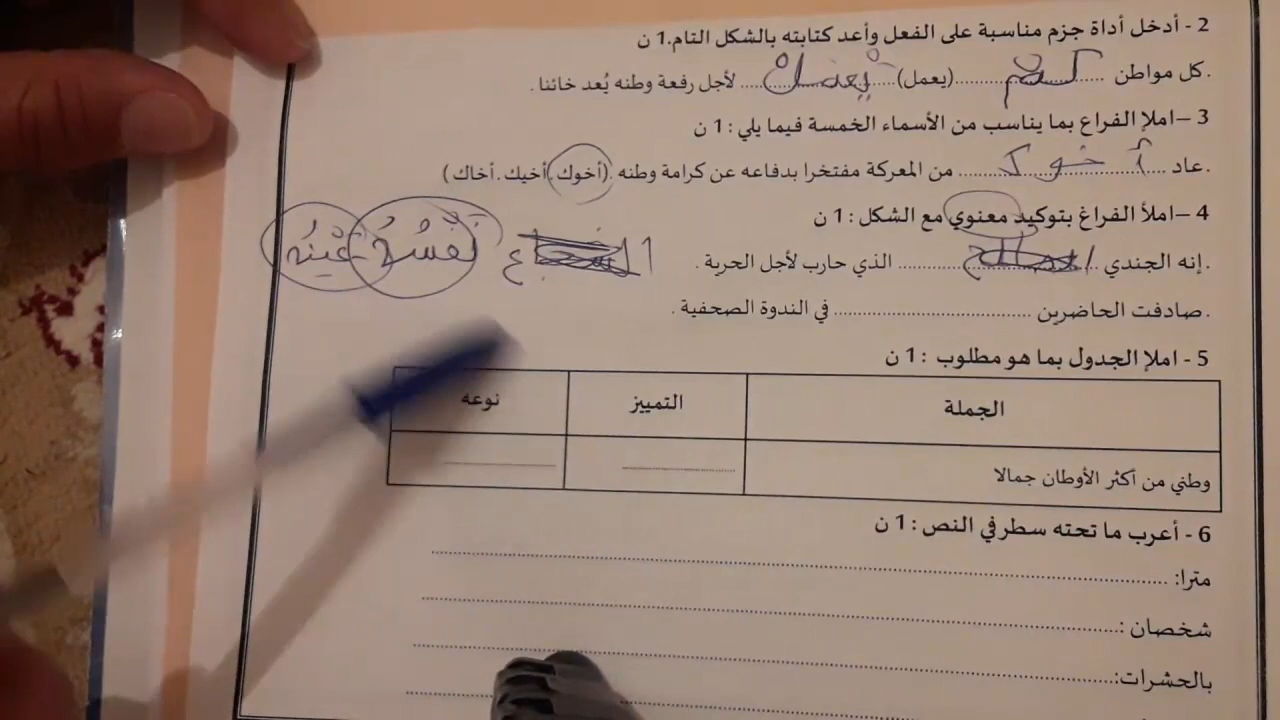 2 - أدخل أداة جزم مناسبة على الفعل وأعد كتابته بالشكل التام.1 ن
.كل مواطن ........ لم ........(يعمل) ........ يعملْ ........ لأجل رفعة وطنه يُعد خائنا .
3 –املإ الفراغ بما يناسب من الأسماء الخمسة فيما يلي : 1 ن
.عاد ........ أخوك ........ من المعركة مفتخرا بدفاعه عن كرامة وطنه .(أخوك.أخيك.أخاك)
4 –املأ الفراغ بتوكيد معنوي مع الشكل : 1 ن
.إنه الجندي ................ الذي حارب لأجل الحرية . نَفْسُهُ عَيْنُه
.صادفت الحاضرين ................ في الندوة الصحفية .
5 - املإ الجدول بما هو مطلوب : 1 ن
الجملة التمييز نوعه
وطني من أكثر الأوطان جمالا ........ ........
6 - أعرب ما تحته سطر في النص : 1 ن
مترا: ................
شخصان : ................
بالحشرات: ................